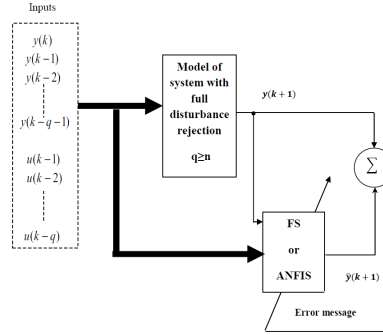 Inputs
y(k)
y(k−1)
y(k−2)
y(k−q−1)
u(k−1)
u(k−2)
u(k−q)
Model of
system with
full
disturbance
rejection
q≥n
y(k+1)
Σ
FS
or
ANFIS
ŷ(k+1)
Error message